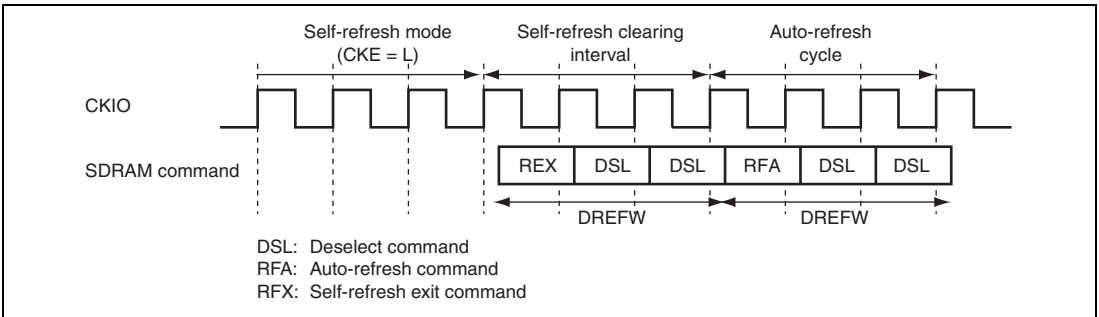 Self-refresh mode
(CKE = L)
Self-refresh clearing
interval
Auto-refresh
cycle
CKIO
SDRAM command
REX DSL DSL RFA DSL DSL
DREFW DREFW
DSL: Deselect command
RFA: Auto-refresh command
RFX: Self-refresh exit command